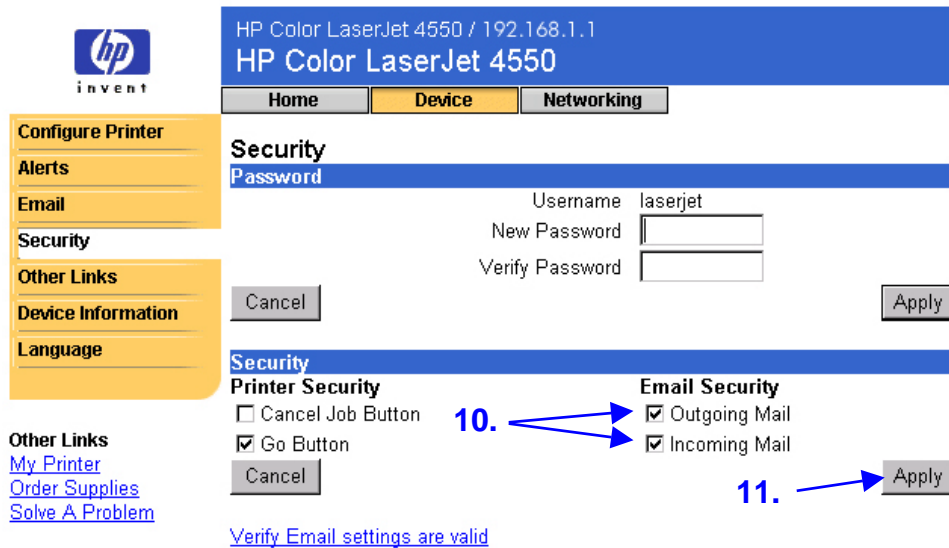 hp
invent
HP Color LaserJet 4550 / 192.168.1.1
HP Color LaserJet 4550
Home Device Networking
Configure Printer
Alerts
Email
Security
Other Links
Device Information
Language
Other Links
My Printer
Order Supplies
Solve A Problem
Security
Password
Username laserjet
New Password
Verify Password
Cancel Apply
Security
Printer Security Email Security
Cancel Job Button 10. Outgoing Mail
Go Button Incoming Mail
Cancel 11. Apply
Verify Email settings are valid